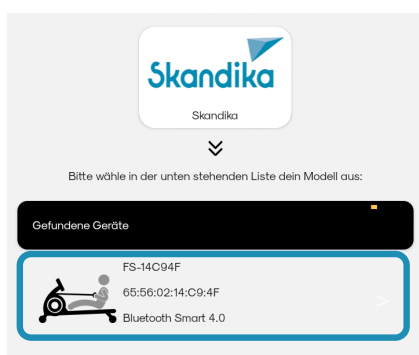 Skandika
Skandika
Bitte wähle in der unten stehenden Liste dein Modell aus:
Gefundene Geräte
FS-14C94F
65:56:02:14:C9:4F
Bluetooth Smart 4.0
>